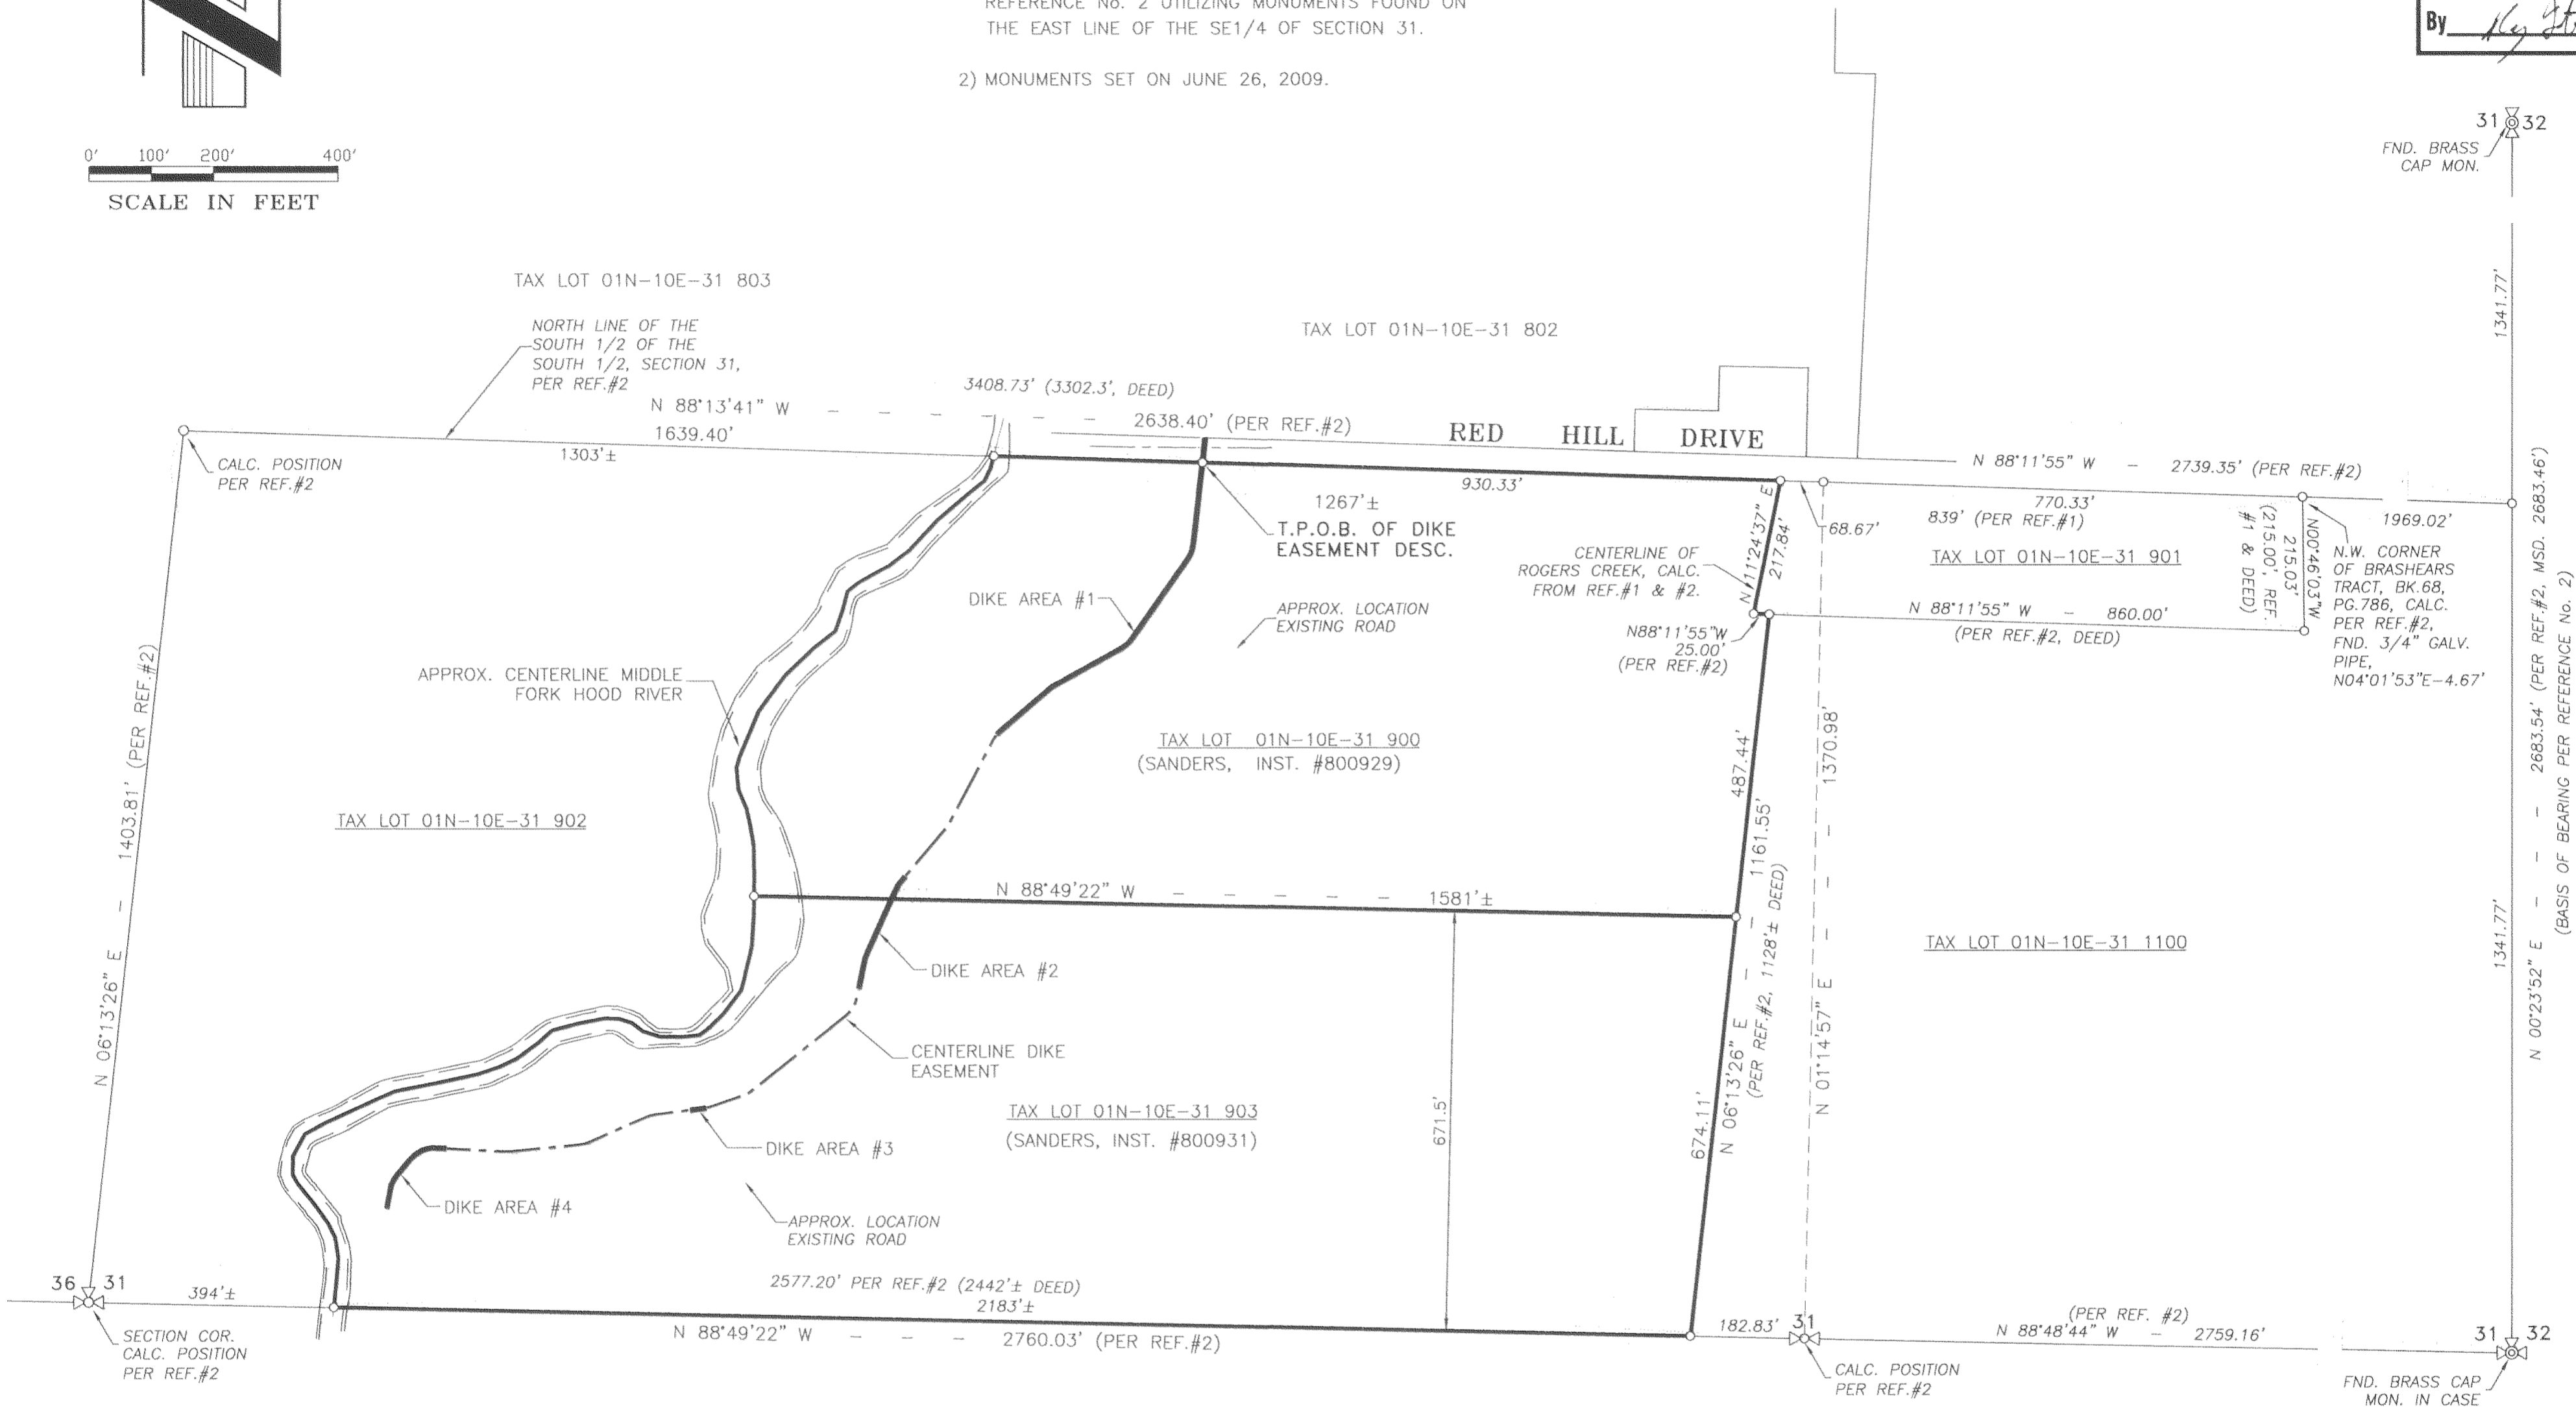 REFERENCE No. 2 UTILIZING MONUMENTS FOUND ON
THE EAST LINE OF THE SE1/4 OF SECTION 31.
2) MONUMENTS SET ON JUNE 26, 2009.
By
0' 100' 200' 400'
SCALE IN FEET
31 32
FND. BRASS
CAP MON.
TAX LOT 01N-10E-31 803
NORTH LINE OF THE
SOUTH 1/2 OF THE
SOUTH 1/2, SECTION 31,
PER REF.#2
TAX LOT 01N-10E-31 802
3408.73' (3302.3', DEED)
N 88°13'41" W - - - - - - 2638.40' (PER REF.#2)
1639.40'
1303'±
CALC. POSITION
PER REF.#2
RED HILL DRIVE
N 88°11'55" W - 2739.35' (PER REF.#2)
930.33'
1267'±
T.P.O.B. OF DIKE
EASEMENT DESC.
68.67'
770.33'
839' (PER REF.#1)
1969.02'
TAX LOT 01N-10E-31 901
CENTERLINE OF
ROGERS CREEK, CALC.
FROM REF.#1 & #2.
N 11°24'37" E
217.84'
N 88°11'55" W - 860.00'
(PER REF.#2, DEED)
N88°11'55"W
25.00'
(PER REF.#2)
N00°46'03"W
215.03'
(215.00', REF.
#1 & DEED)
N.W. CORNER
OF BRASHEARS
TRACT, BK.68,
PG.786, CALC.
PER REF.#2,
FND. 3/4" GALV.
PIPE,
N04°01'53"E-4.67'
1341.77'
1341.77'
N 00°23'52" E - - - 2683.54' (PER REF.#2, MSD. 2683.46')
(BASIS OF BEARING PER REFERENCE No. 2)
DIKE AREA #1
APPROX. LOCATION
EXISTING ROAD
APPROX. CENTERLINE MIDDLE
FORK HOOD RIVER
TAX LOT 01N-10E-31 900
(SANDERS, INST. #800929)
TAX LOT 01N-10E-31 902
N 06°13'26" E - 1403.81' (PER REF.#2)
487.44'
N 06°13'26" E - - 1161.55'
(PER REF.#2, 1128'± DEED)
N 01°14'57" E - - - 1370.98'
N 88°49'22" W - - - - - 1581'±
TAX LOT 01N-10E-31 1100
DIKE AREA #2
CENTERLINE DIKE
EASEMENT
TAX LOT 01N-10E-31 903
(SANDERS, INST. #800931)
671.5'
674.11'
DIKE AREA #3
DIKE AREA #4
APPROX. LOCATION
EXISTING ROAD
36 31
394'±
2577.20' PER REF.#2 (2442'± DEED)
2183'±
N 88°49'22" W - - - 2760.03' (PER REF.#2)
182.83'
31
(PER REF. #2)
N 88°48'44" W - 2759.16'
31 32
SECTION COR.
CALC. POSITION
PER REF.#2
CALC. POSITION
PER REF.#2
FND. BRASS CAP
MON. IN CASE